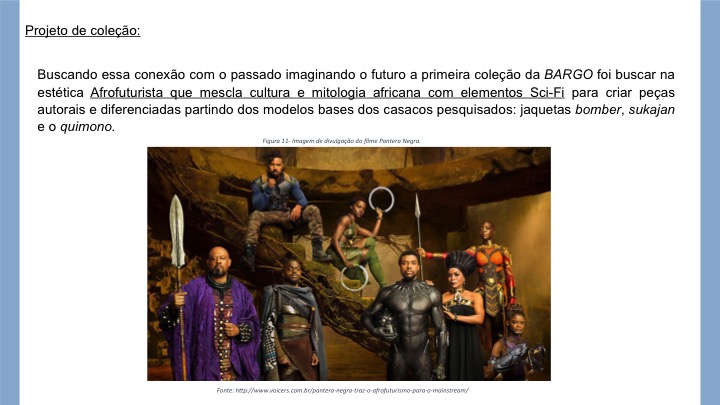 Projeto de coleção:
Buscando essa conexão com o passado imaginando o futuro a primeira coleção da BARGO foi buscar na
estética Afrofuturista que mescla cultura e mitologia africana com elementos Sci-Fi para criar peças
autorais e diferenciadas partindo dos modelos bases dos casacos pesquisados: jaquetas bomber, sukajan
e o quimono.
Figura 11- Imagem de divulgação do filme Pantera Negra.
Fonte: http://www.voicers.com.br/pantera-negra-traz-o-afrofuturismo-para-o-mainstream/